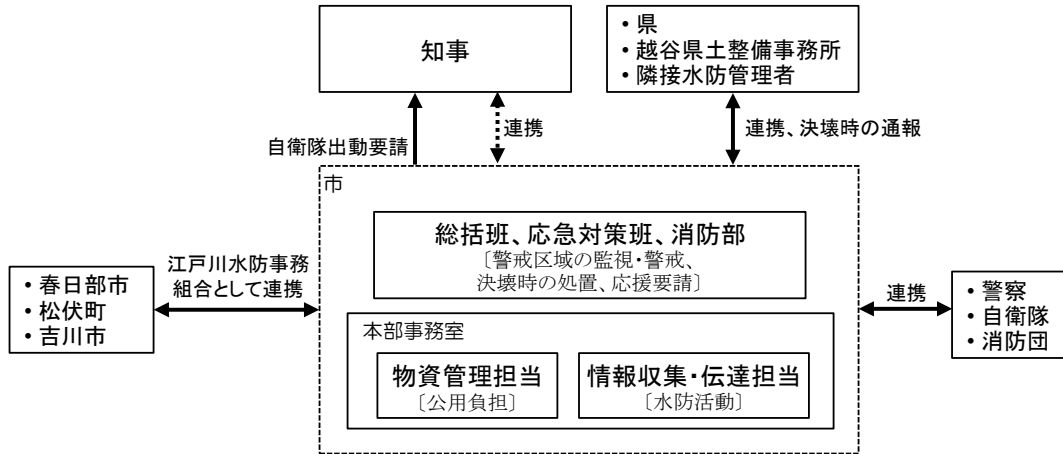 知事
・県
・越谷県土整備事務所
・隣接水防管理者
自衛隊出動要請
連携
連携、決壊時の通報
市
総括班、応急対策班、消防部
〔警戒区域の監視・警戒、
決壊時の処置、応援要請〕
江戸川水防事務
組合として連携
・春日部市
・松伏町
・吉川市
連携
・警察
・自衛隊
・消防団
本部事務室
物資管理担当
〔公用負担〕
情報収集・伝達担当
〔水防活動〕